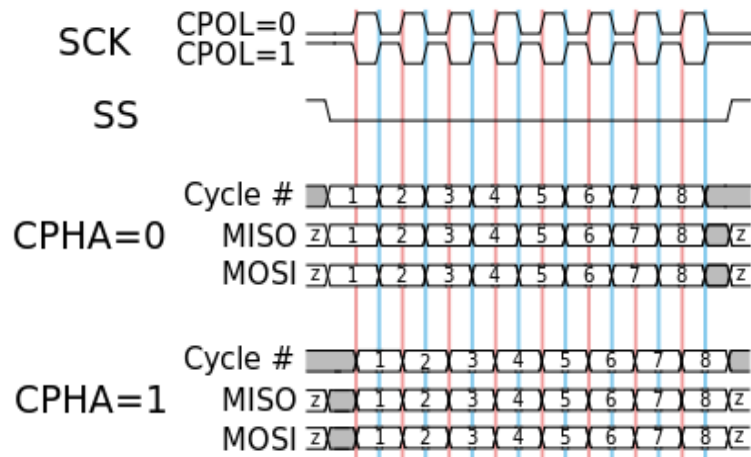 SCK CPOL=0
CPOL=1
SS
Cycle # 1 2 3 4 5 6 7 8
CPHA=0 MISO z 1 2 3 4 5 6 7 8 z
MOSI z 1 2 3 4 5 6 7 8 z
Cycle # 1 2 3 4 5 6 7 8
CPHA=1 MISO z 1 2 3 4 5 6 7 8 z
MOSI z 1 2 3 4 5 6 7 8 z